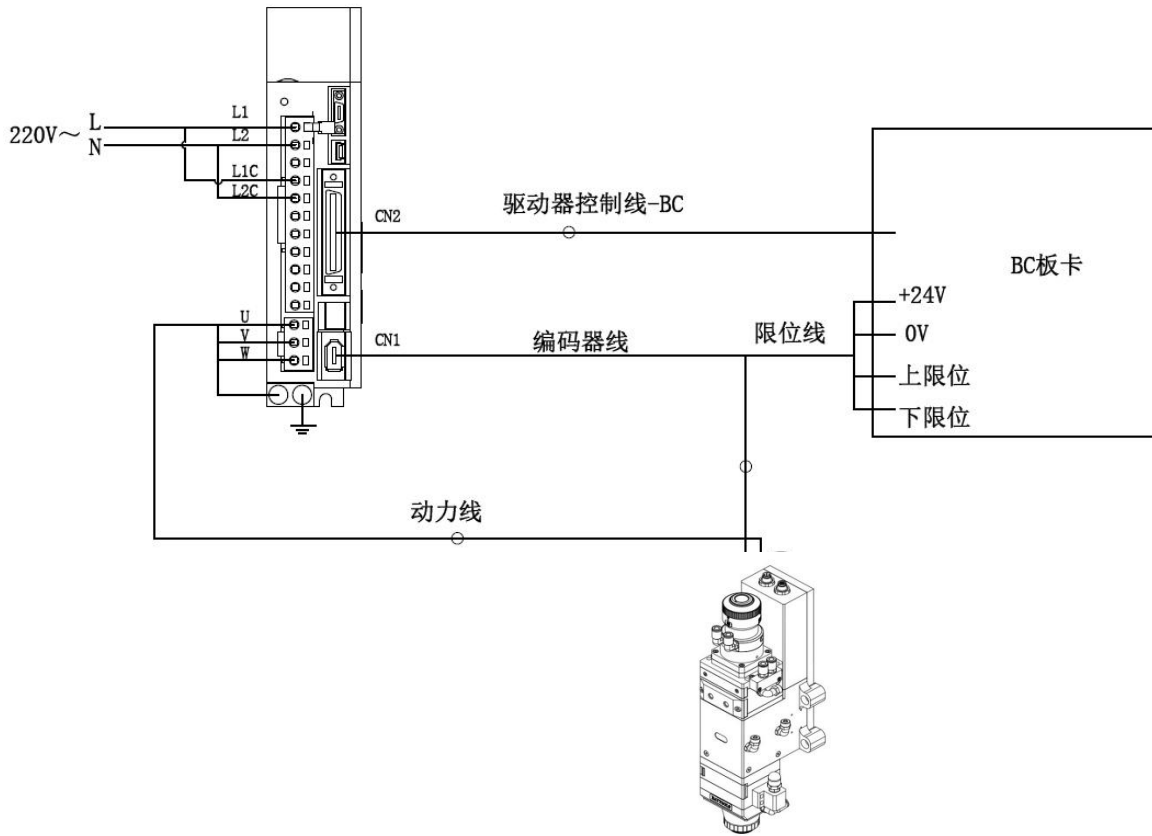 220V～
L
N
L1
L2
L1C
L2C
CN2
驱动器控制线-BC
BC板卡
+24V
0V
上限位
下限位
U
V
W
CN1
编码器线
限位线
动力线